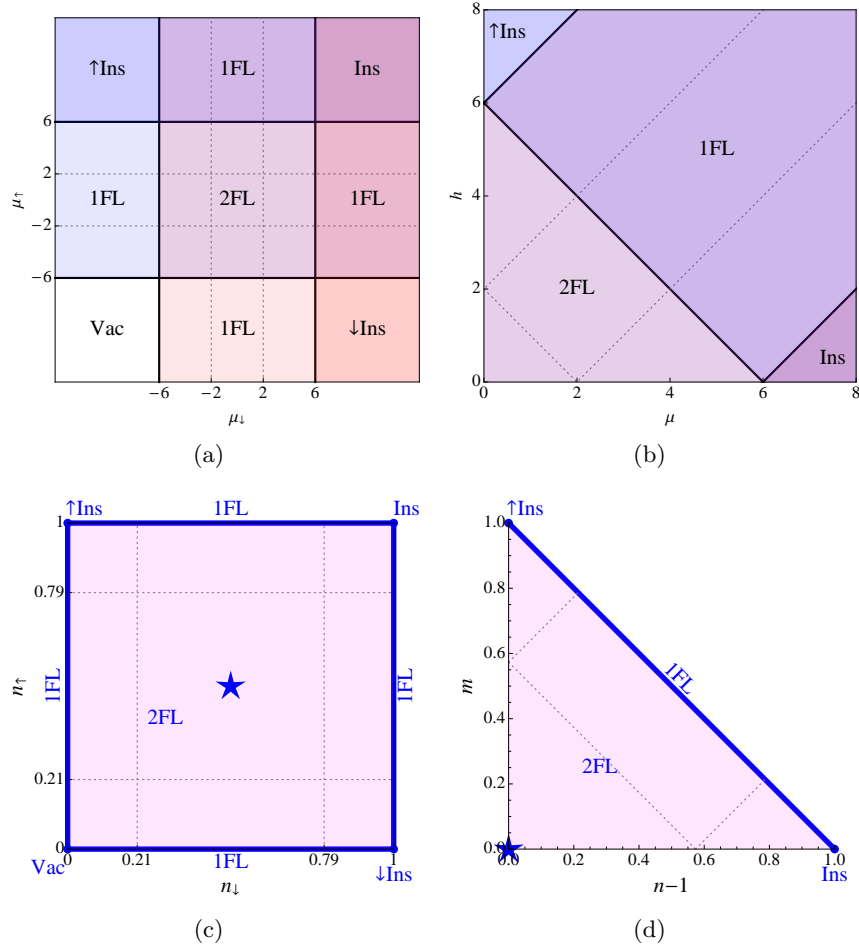 ↑Ins
1FL
Ins
6
2
−2
−6
μ↑
1FL
2FL
1FL
Vac
1FL
↓Ins
−6
−2
2
6
μ↓
(a)
8
6
4
2
0
h
↑Ins
1FL
2FL
Ins
0
2
4
6
8
μ
(b)
↑Ins
1FL
Ins
1
0.79
0.21
0
n↑
1FL
2FL
1FL
Vac
0
0.21
1FL
0.79
1
↓Ins
n↓
(c)
↑Ins
1.0
0.8
0.6
0.4
0.2
0.0
m
1FL
2FL
0.0
0.2
0.4
0.6
0.8
1.0
Ins
n−1
(d)